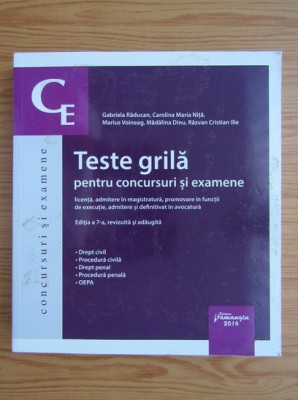 CE
Gabriela Răducan, Carolina Maria Niță,
Marius Voineag, Mădălina Dinu, Răzvan Cristian Ilie
Teste grilă
pentru concursuri și examene
licență, admitere în magistratură, promovare în funcții
de execuție, admitere și definitivat în avocatură
Ediția a 7-a, revizuită și adăugită
• Drept civil
• Procedură civilă
• Drept penal
• Procedură penală
• OEPA
concursuri și examene
Editura
Hamangiu
2016